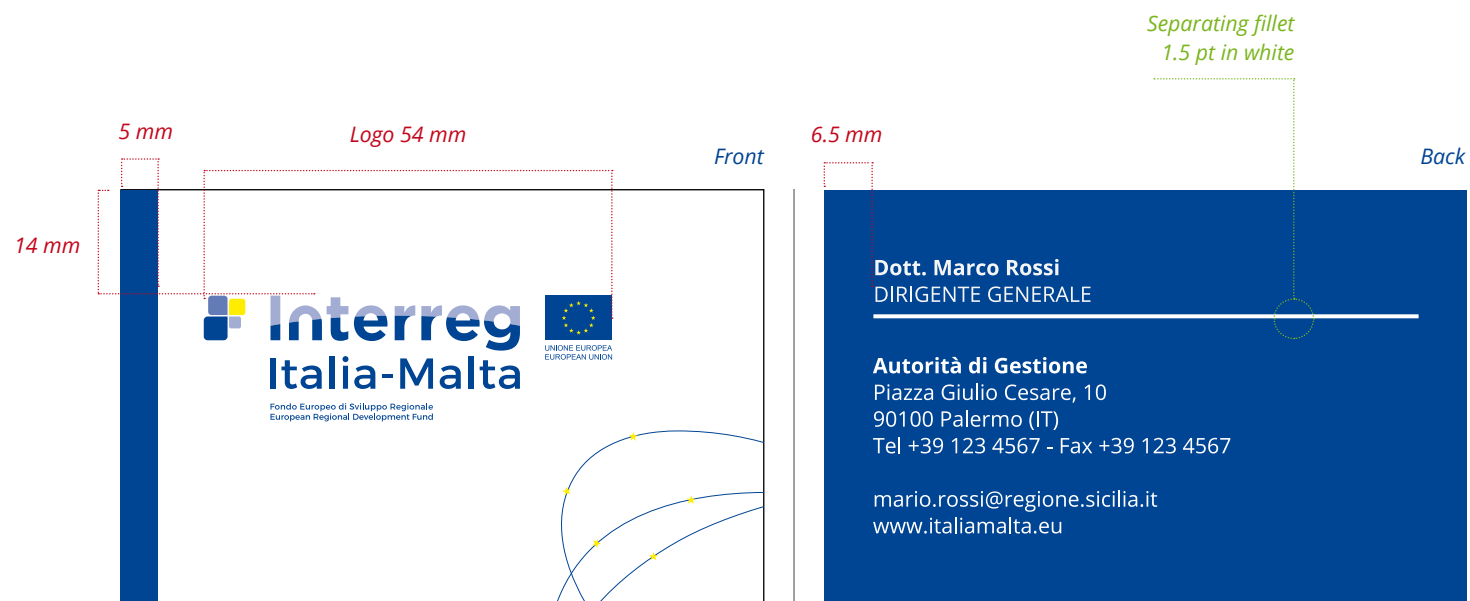 Separating fillet
1.5 pt in white
5 mm
Logo 54 mm
Front
14 mm
Interreg
Italia-Malta
Fondo Europeo di Sviluppo Regionale
European Regional Development Fund
UNIONE EUROPEA
EUROPEAN UNION
6.5 mm
Back
Dott. Marco Rossi
DIRIGENTE GENERALE
Autorità di Gestione
Piazza Giulio Cesare, 10
90100 Palermo (IT)
Tel +39 123 4567 - Fax +39 123 4567
mario.rossi@regione.sicilia.it
www.italiamalta.eu